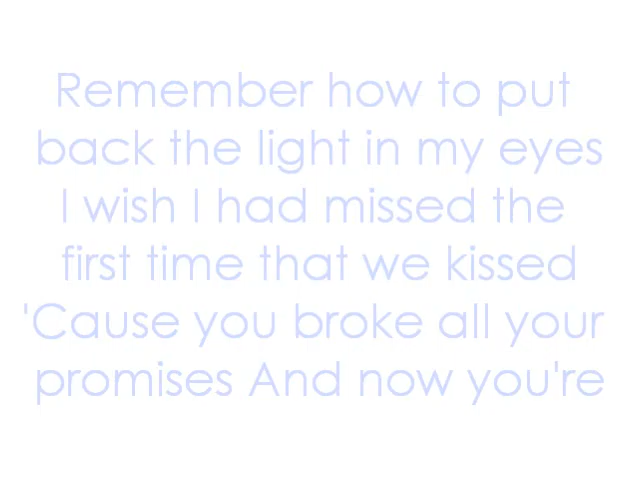 Remember how to put
back the light in my eyes
I wish I had missed the
first time that we kissed
'Cause you broke all your
promises And now you're